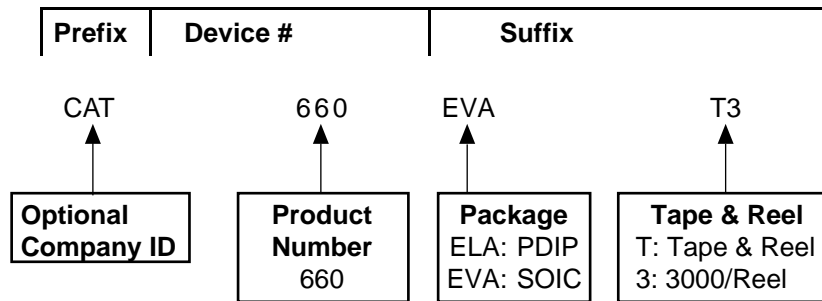 Prefix Device # Suffix
CAT 660 EVA T3
Optional
Company ID
Product
Number
660
Package
ELA: PDIP
EVA: SOIC
Tape & Reel
T: Tape & Reel
3: 3000/Reel